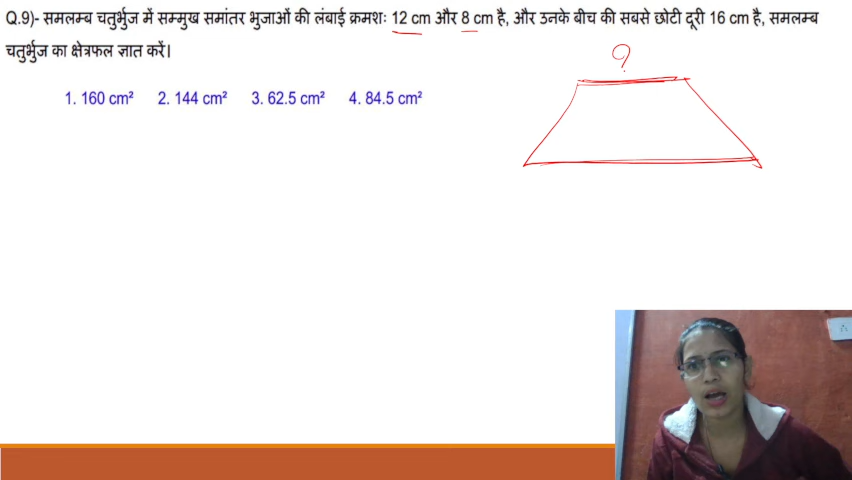 Q.9)- समलम्ब चतुर्भुज में सम्मुख समांतर भुजाओं की लंबाई क्रमशः 12 cm और 8 cm है, और उनके बीच की सबसे छोटी दूरी 16 cm है, समलम्ब
चतुर्भुज का क्षेत्रफल ज्ञात करें।
?
1. 160 cm² 2. 144 cm² 3. 62.5 cm² 4. 84.5 cm²